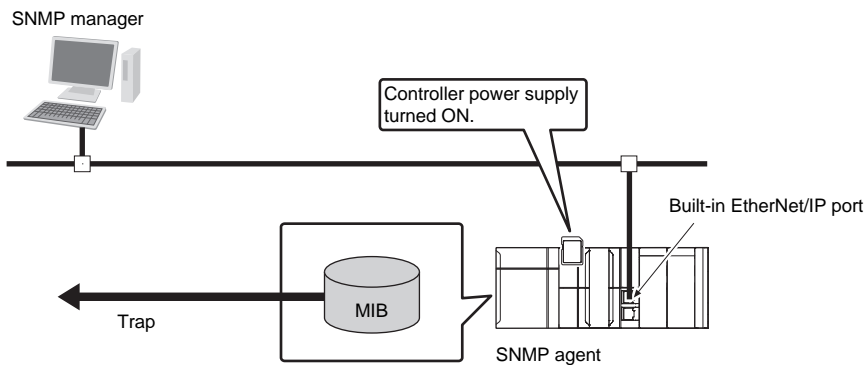 SNMP manager
Controller power supply
turned ON.
Built-in EtherNet/IP port
MIB
Trap
SNMP agent